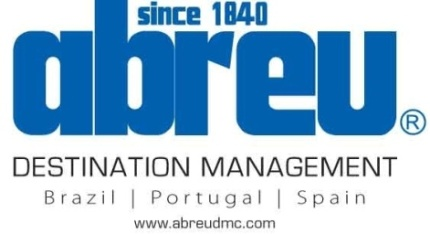 since 1840
abreu®
DESTINATION MANAGEMENT
Brazil | Portugal | Spain
www.abreudmc.com